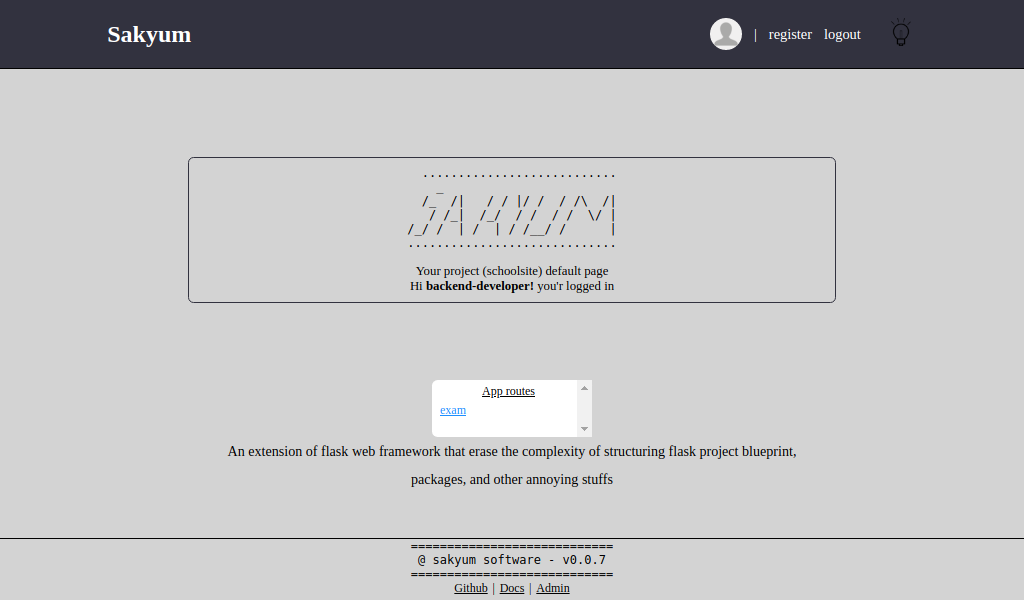 Sakyum
| register logout
Your project (schoolsite) default page
Hi backend-developer! you'r logged in
App routes
exam
An extension of flask web framework that erase the complexity of structuring flask project blueprint,
packages, and other annoying stuffs
============================
@ sakyum software - v0.0.7
============================
Github | Docs | Admin